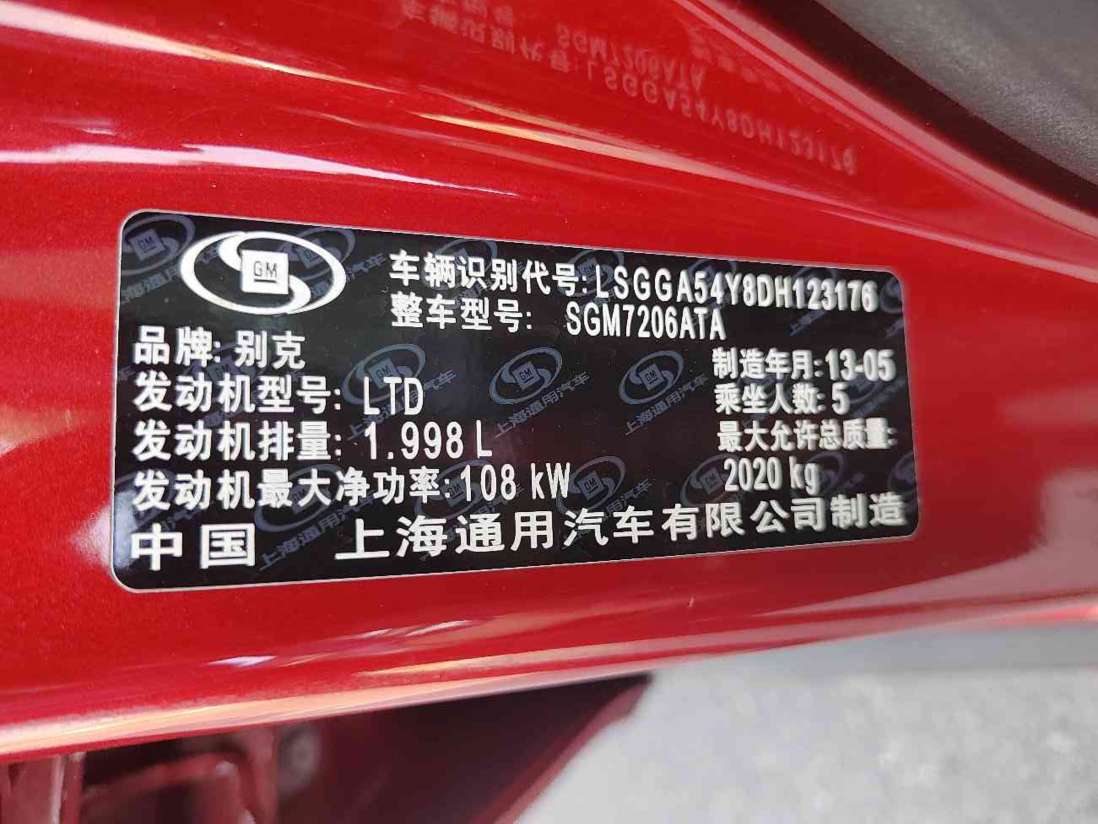 GM
车辆识别代号:LSGGA54Y8DH123176
整车型号: SGM7206ATA
品牌: 别克
制造年月:13-05
发动机型号: LTD
乘坐人数:5
发动机排量: 1.998 L
最大允许总质量:
2020 kg
发动机最大净功率:108 kW
中国 上海通用汽车有限公司制造